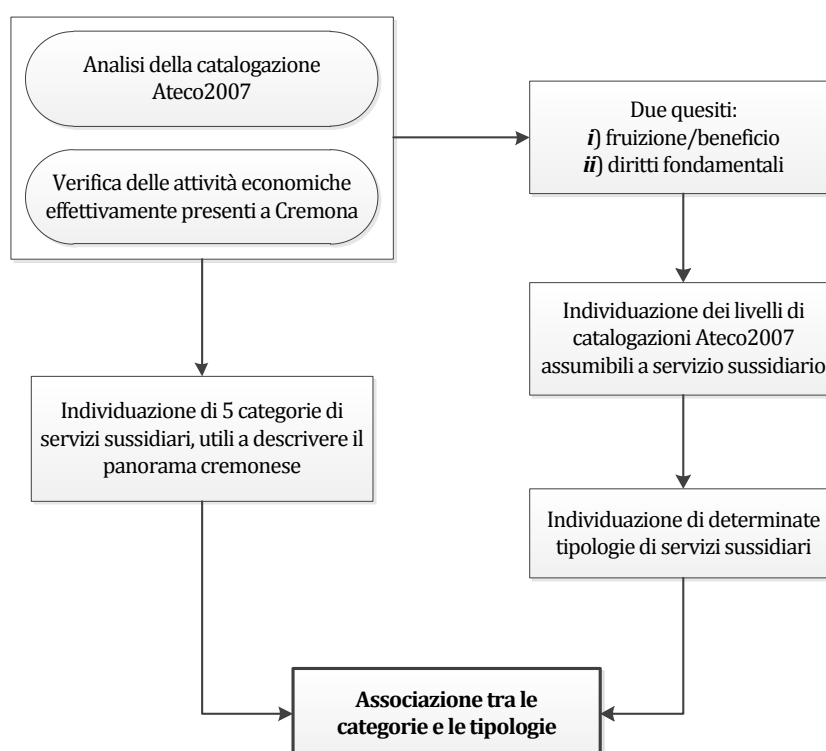 Analisi della catalogazione
Ateco2007
Verifica delle attività economiche
effettivamente presenti a Cremona
Due quesiti:
i) fruizione/beneficio
ii) diritti fondamentali
Individuazione dei livelli di
catalogazioni Ateco2007
assumibili a servizio sussidiario
Individuazione di 5 categorie di
servizi sussidiari, utili a descrivere il
panorama cremonese
Individuazione di determinate
tipologie di servizi sussidiari
Associazione tra le
categorie e le tipologie